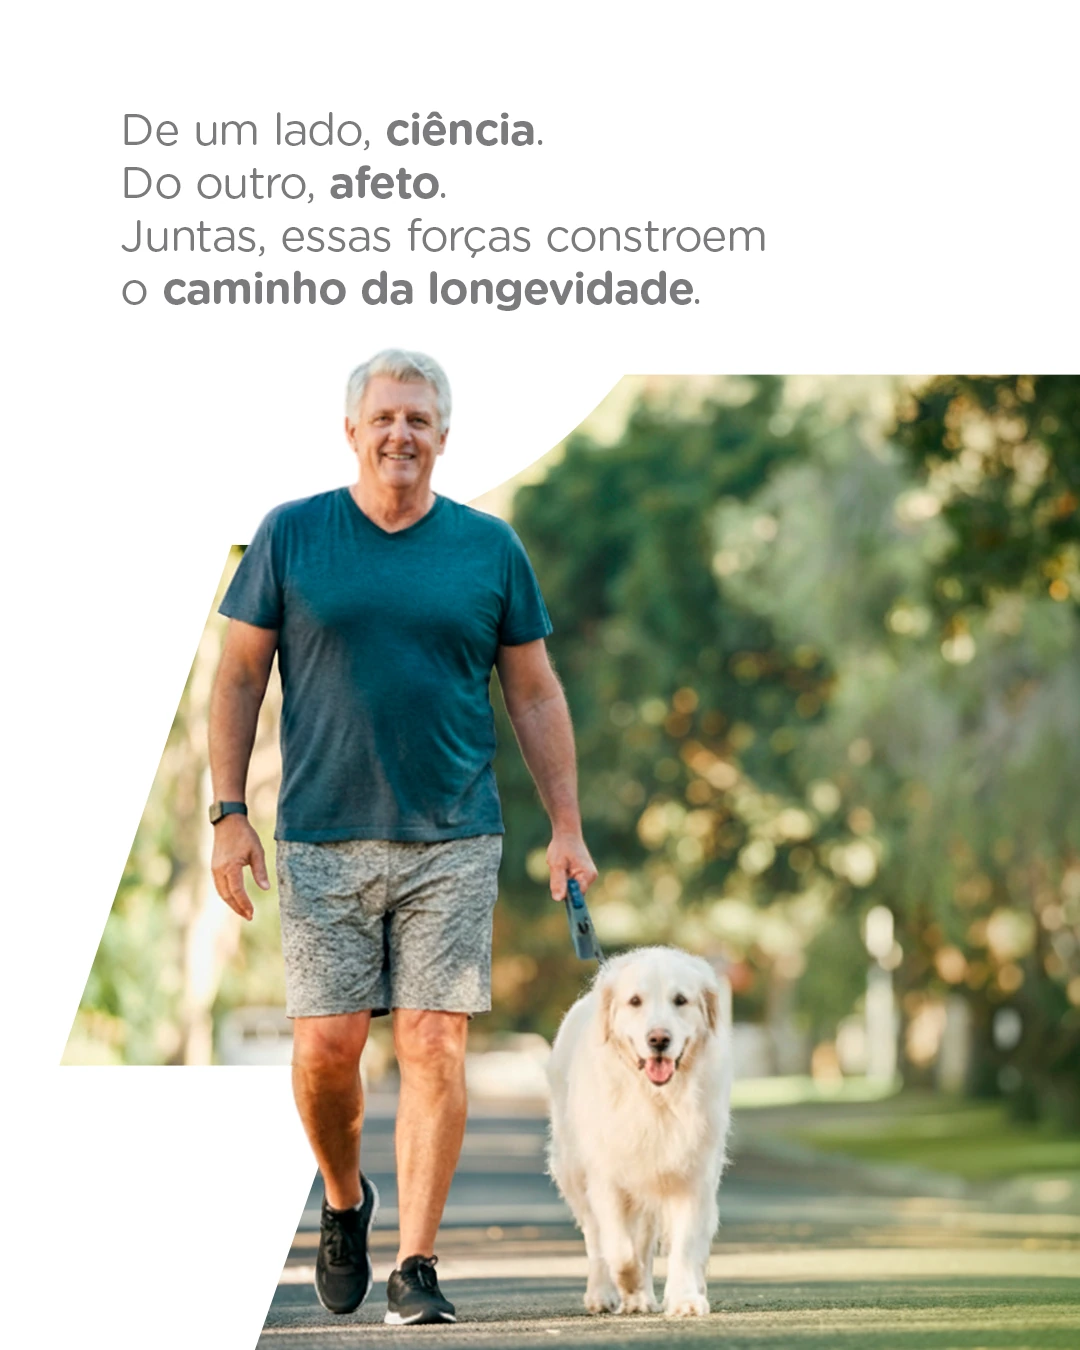 De um lado, ciência.
Do outro, afeto.
Juntas, essas forças constroem
o caminho da longevidade.